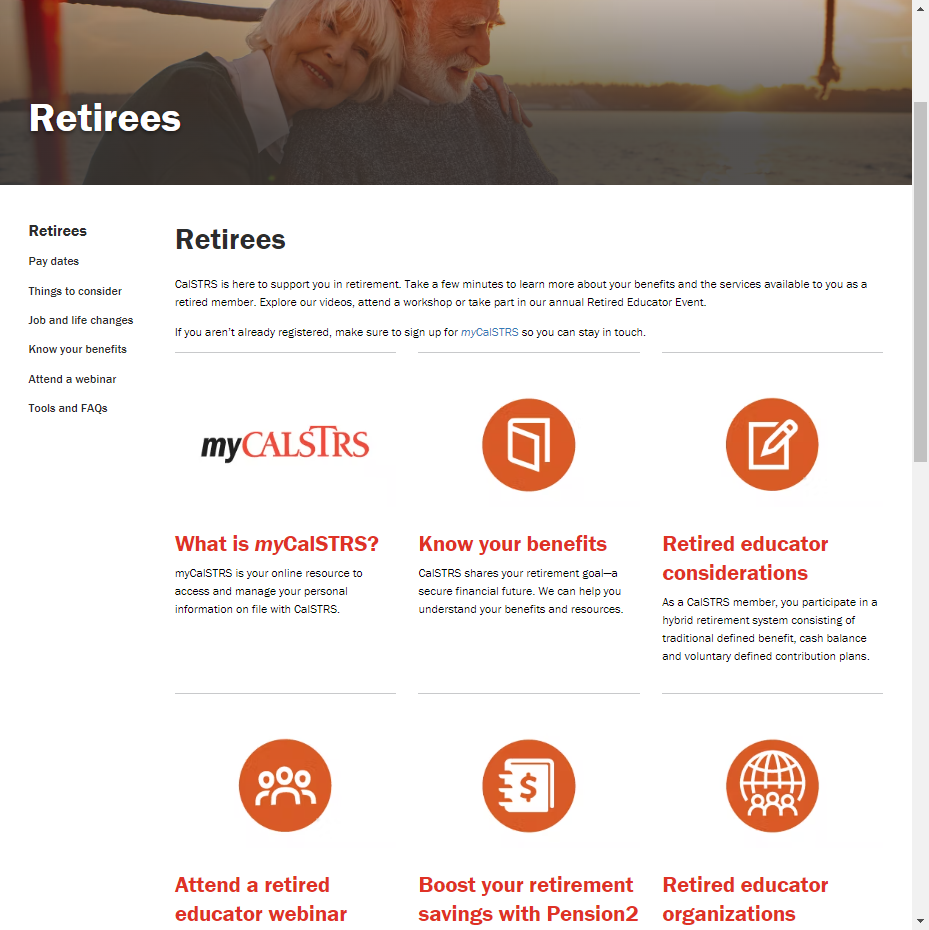 Retirees
Retirees
Pay dates
Things to consider
Job and life changes
Know your benefits
Attend a webinar
Tools and FAQs
Retirees
CalSTRS is here to support you in retirement. Take a few minutes to learn more about your benefits and the services available to you as a
retired member. Explore our videos, attend a workshop or take part in our annual Retired Educator Event.
If you aren't already registered, make sure to sign up for myCalSTRS so you can stay in touch.
myCALSTRS
What is myCalSTRS?
myCalSTRS is your online resource to
access and manage your personal
information on file with CalSTRS.
Know your benefits
CalSTRS shares your retirement goal—a
secure financial future. We can help you
understand your benefits and resources.
Retired educator
considerations
As a CalSTRS member, you participate in a
hybrid retirement system consisting of
traditional defined benefit, cash balance
and voluntary defined contribution plans.
$
Attend a retired
educator webinar
Boost your retirement
savings with Pension2
Retired educator
organizations